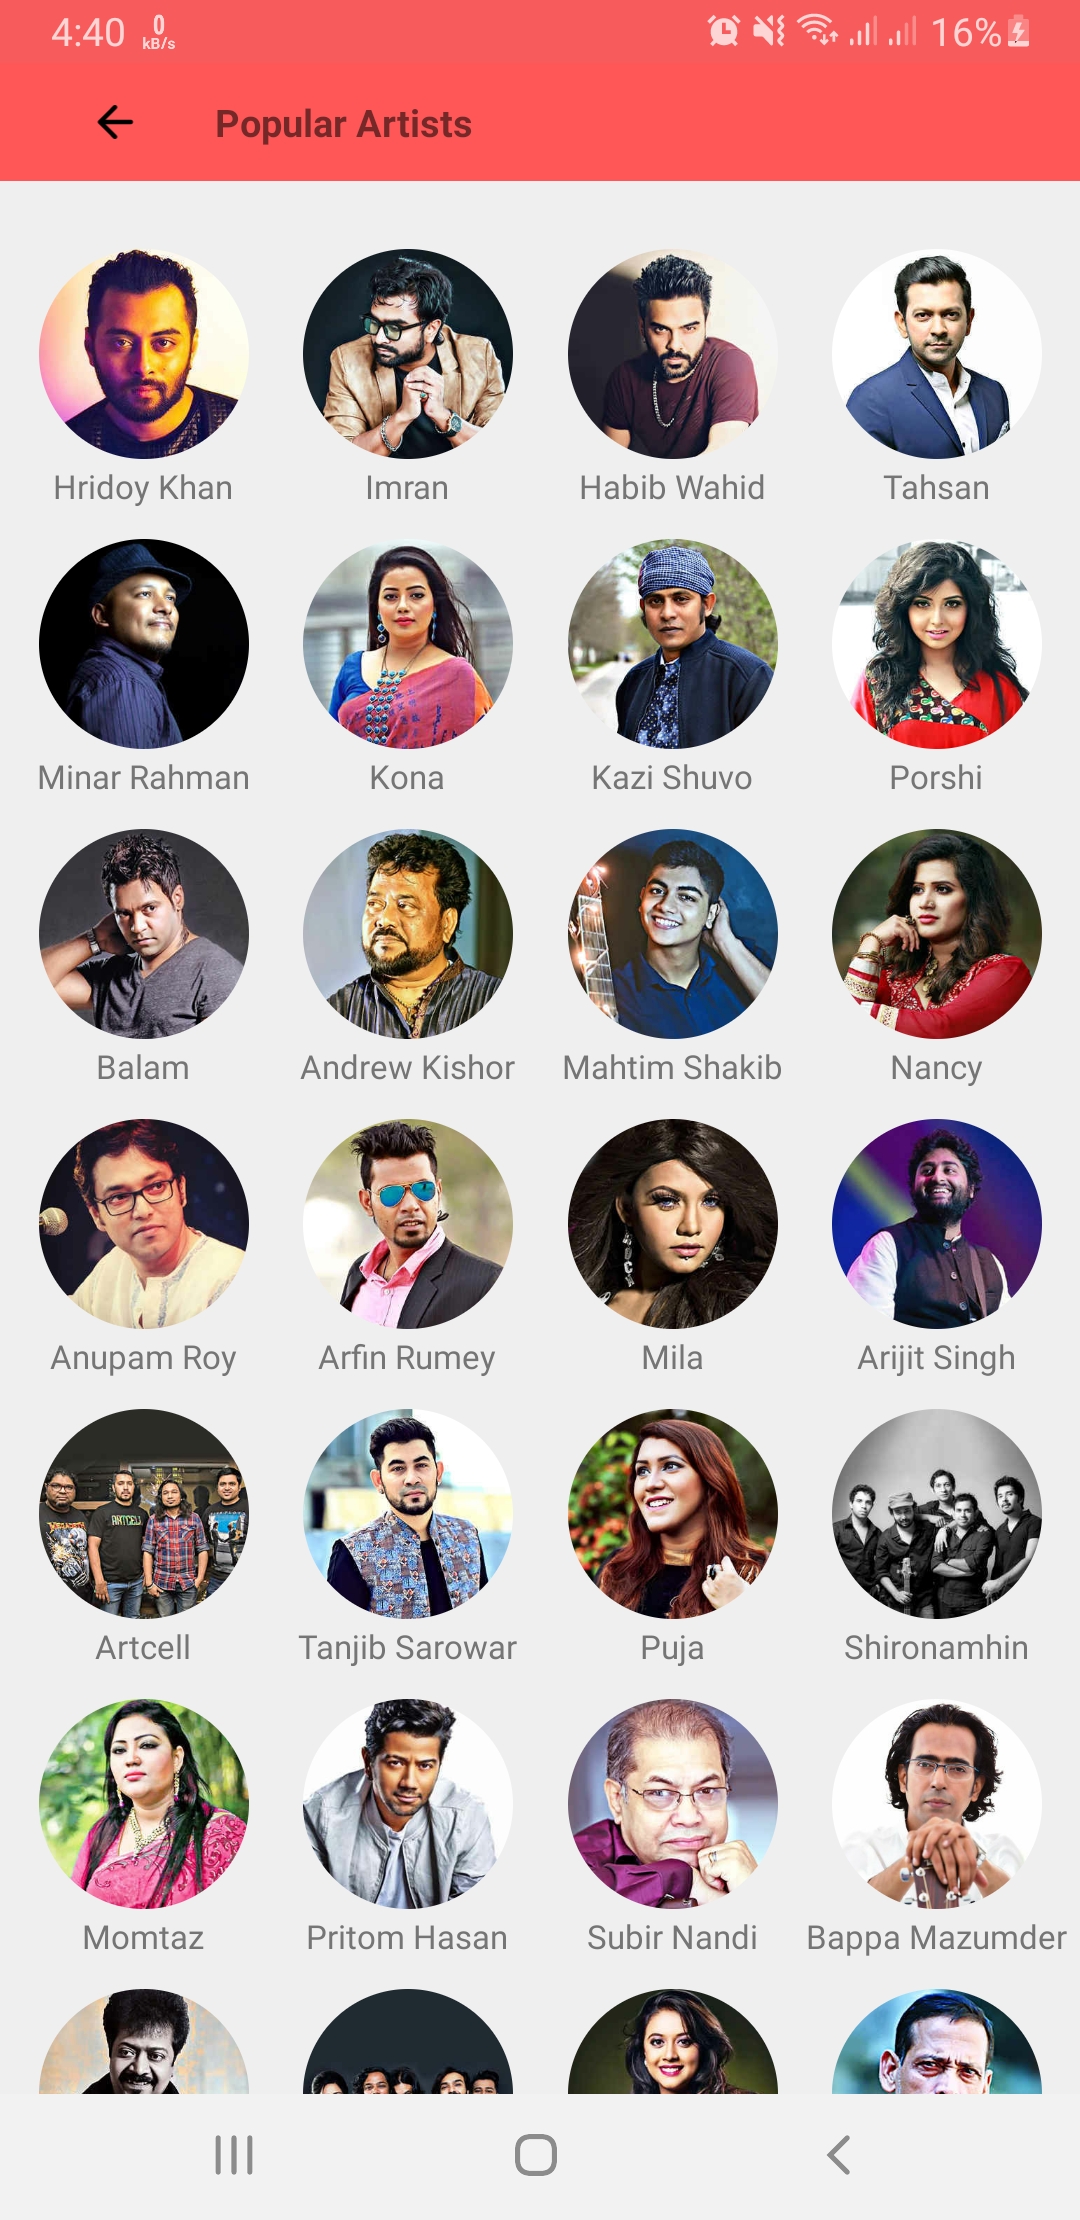 4:40 0 kB/s 16%
Popular Artists
Hridoy Khan Imran Habib Wahid Tahsan
Minar Rahman Kona Kazi Shuvo Porshi
Balam Andrew Kishor Mahtim Shakib Nancy
Anupam Roy Arfin Rumey Mila Arijit Singh
ARTCELL
Artcell Tanjib Sarowar Puja Shironamhin
Momtaz Pritom Hasan Subir Nandi Bappa Mazumder